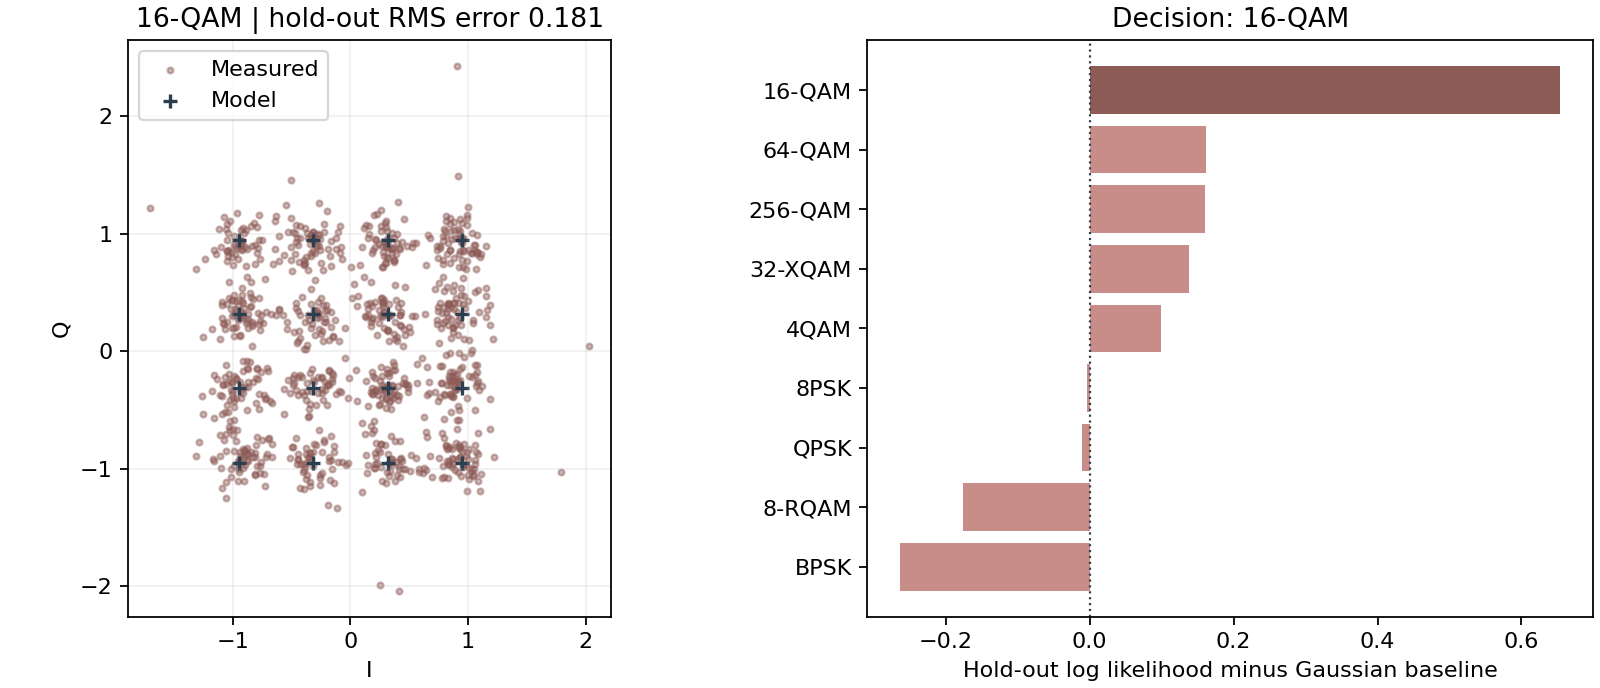 16-QAM | hold-out RMS error 0.181
Measured
Model
2
1
0
−1
−2
Q
−1
0
1
2
I
Decision: 16-QAM
16-QAM
64-QAM
256-QAM
32-XQAM
4QAM
8PSK
QPSK
8-RQAM
BPSK
−0.2
0.0
0.2
0.4
0.6
Hold-out log likelihood minus Gaussian baseline